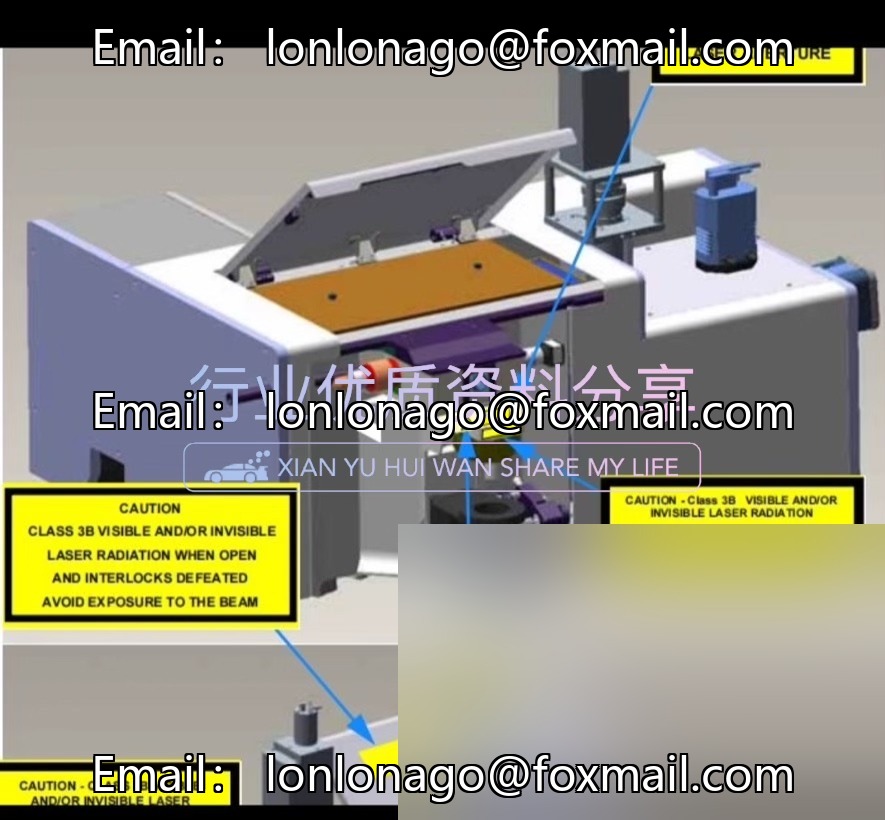 Email： lonlonago@foxmail.com
LASER APERTURE
行业优质资料分享
Email： lonlonago@foxmail.com
XIAN YU HUI WAN SHARE MY LIFE
CAUTION
CLASS 3B VISIBLE AND/OR INVISIBLE
LASER RADIATION WHEN OPEN
AND INTERLOCKS DEFEATED
AVOID EXPOSURE TO THE BEAM
CAUTION - Class 3B VISIBLE AND/OR
INVISIBLE LASER RADIATION
Email： lonlonago@foxmail.com
CAUTION -
AND/OR INVISIBLE LASER